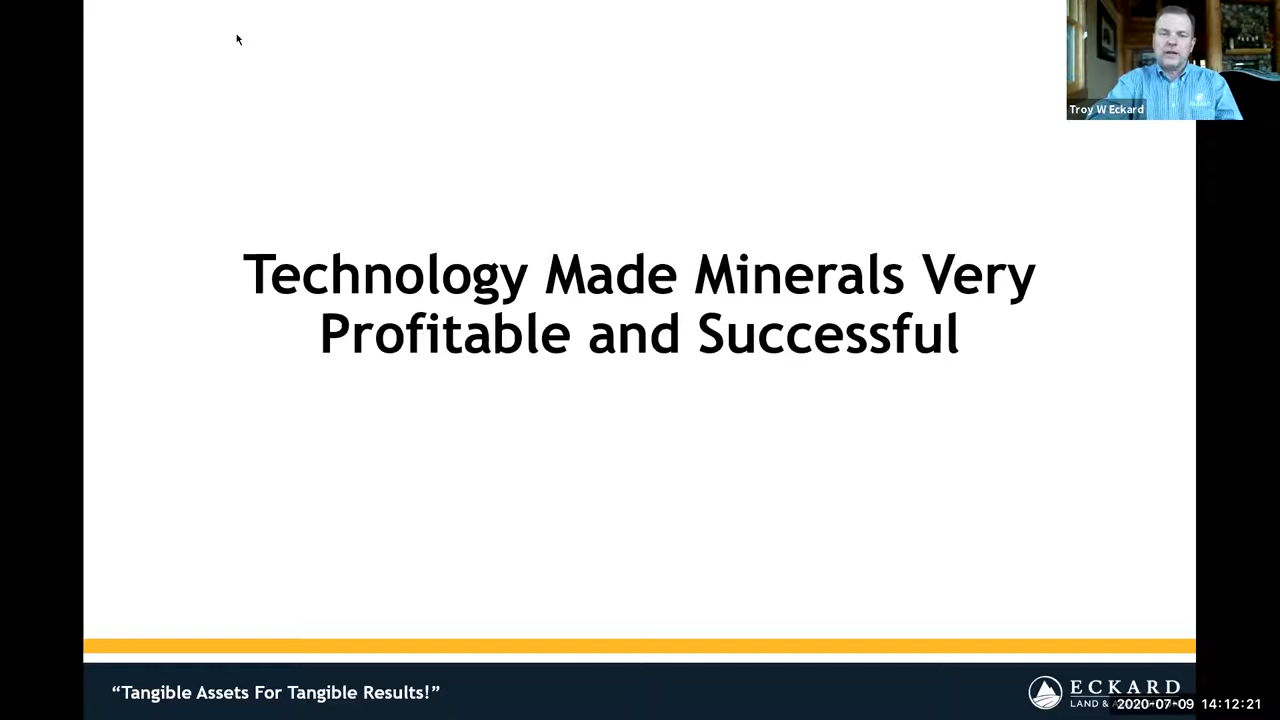 Troy W Eckard
Technology Made Minerals Very
Profitable and Successful
“Tangible Assets For Tangible Results!”
ECKARD
LAND & A
2020-07-09 14:12:21